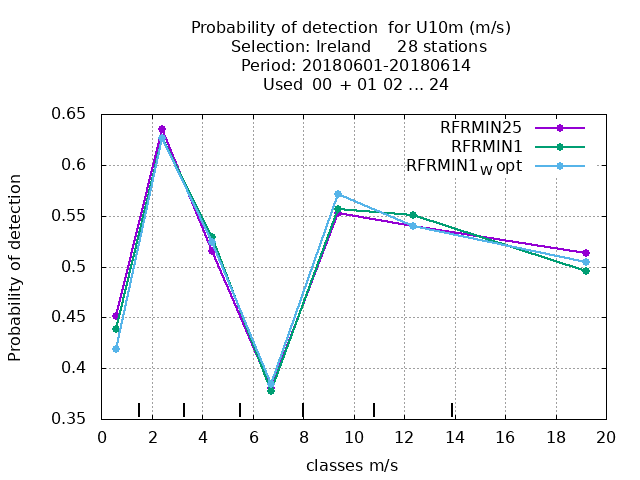 Probability of detection  for U10m (m/s)
Selection: Ireland     28 stations
Period: 20180601-20180614
Used  00  + 01 02 ... 24
RFRMIN25
RFRMIN1
RFRMIN1W opt
Probability of detection
0.65
0.6
0.55
0.5
0.45
0.4
0.35
0 2 4 6 8 10 12 14 16 18 20
classes m/s